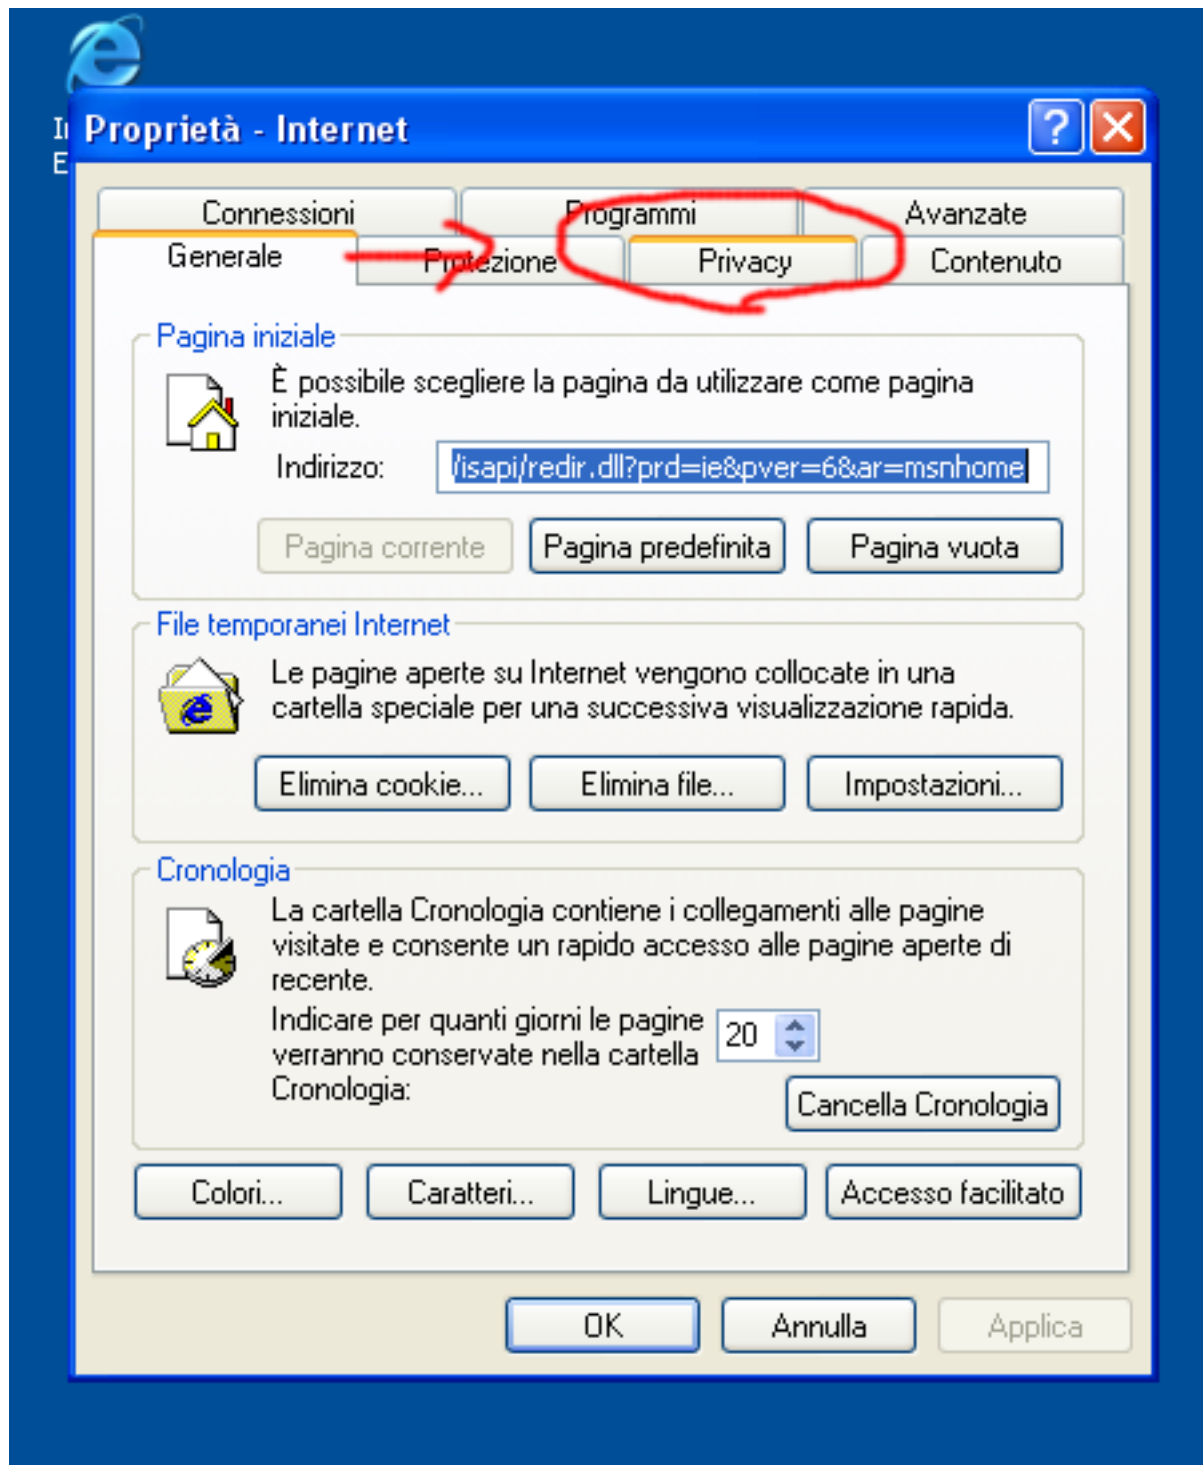 Proprietà - Internet
Connessioni Programmi Avanzate
Generale Protezione Privacy Contenuto
Pagina iniziale
È possibile scegliere la pagina da utilizzare come pagina
iniziale.
Indirizzo: /isapi/redir.dll?prd=ie&pver=6&ar=msnhome
Pagina corrente Pagina predefinita Pagina vuota
File temporanei Internet
Le pagine aperte su Internet vengono collocate in una
cartella speciale per una successiva visualizzazione rapida.
Elimina cookie... Elimina file... Impostazioni...
Cronologia
La cartella Cronologia contiene i collegamenti alle pagine
visitate e consente un rapido accesso alle pagine aperte di
recente.
Indicare per quanti giorni le pagine
verranno conservate nella cartella
Cronologia:
20
Cancella Cronologia
Colori... Caratteri... Lingue... Accesso facilitato
OK Annulla Applica